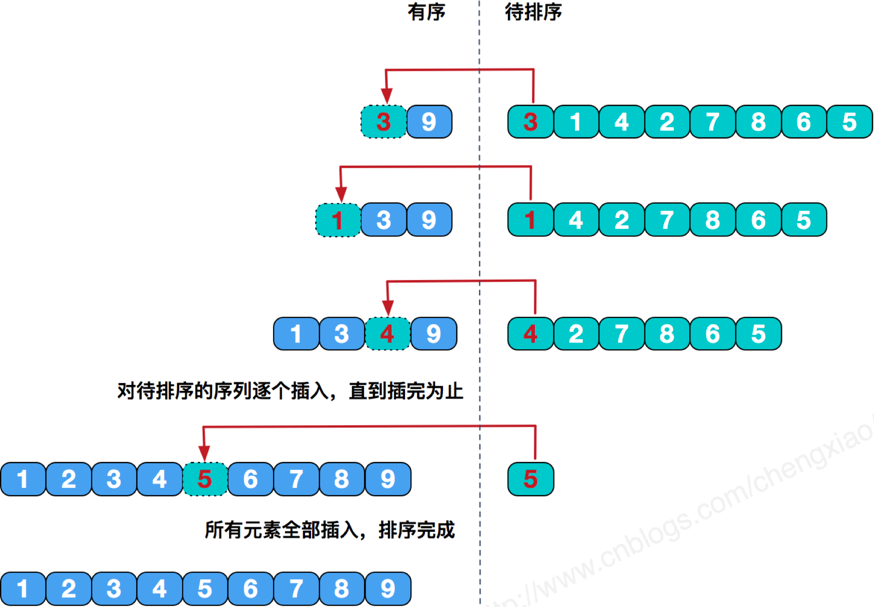 有序 待排序
3 9 3 1 4 2 7 8 6 5
1 3 9 1 4 2 7 8 6 5
1 3 4 9 4 2 7 8 6 5
对待排序的序列逐个插入，直到插完为止
1 2 3 4 5 6 7 8 9 5
所有元素全部插入，排序完成
1 2 3 4 5 6 7 8 9
ttp://www.cnblogs.com/chengxiao/